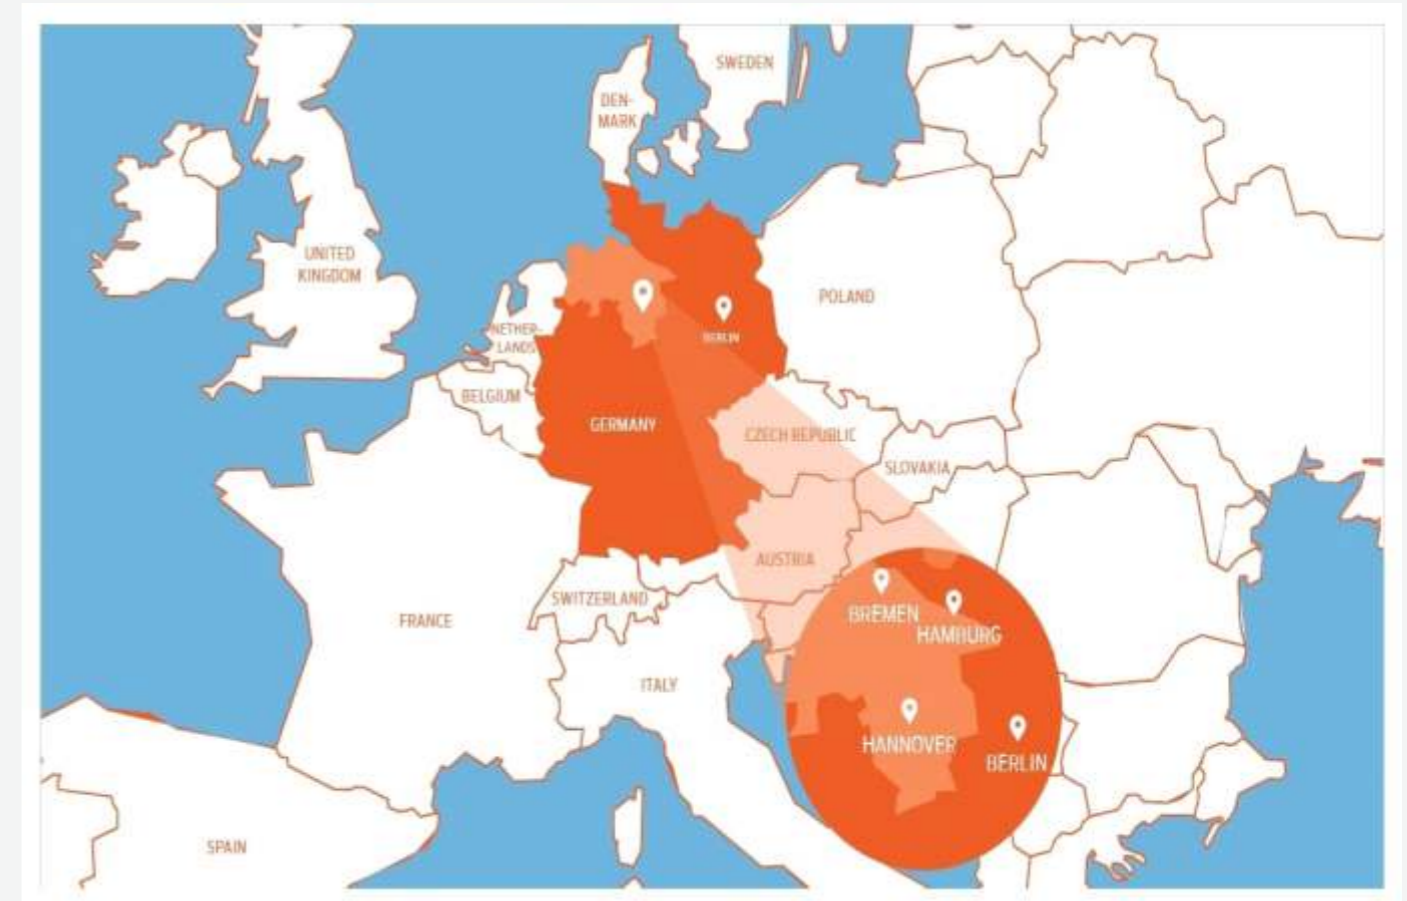 SWEDEN
DEN-
MARK
UNITED
KINGDOM
POLAND
NETHER-
LANDS
BERLIN
BELGIUM
GERMANY
CZECH REPUBLIC
SLOVAKIA
AUSTRIA
SWITZERLAND
FRANCE
BREMEN
HAMBURG
ITALY
HANNOVER
BERLIN
SPAIN